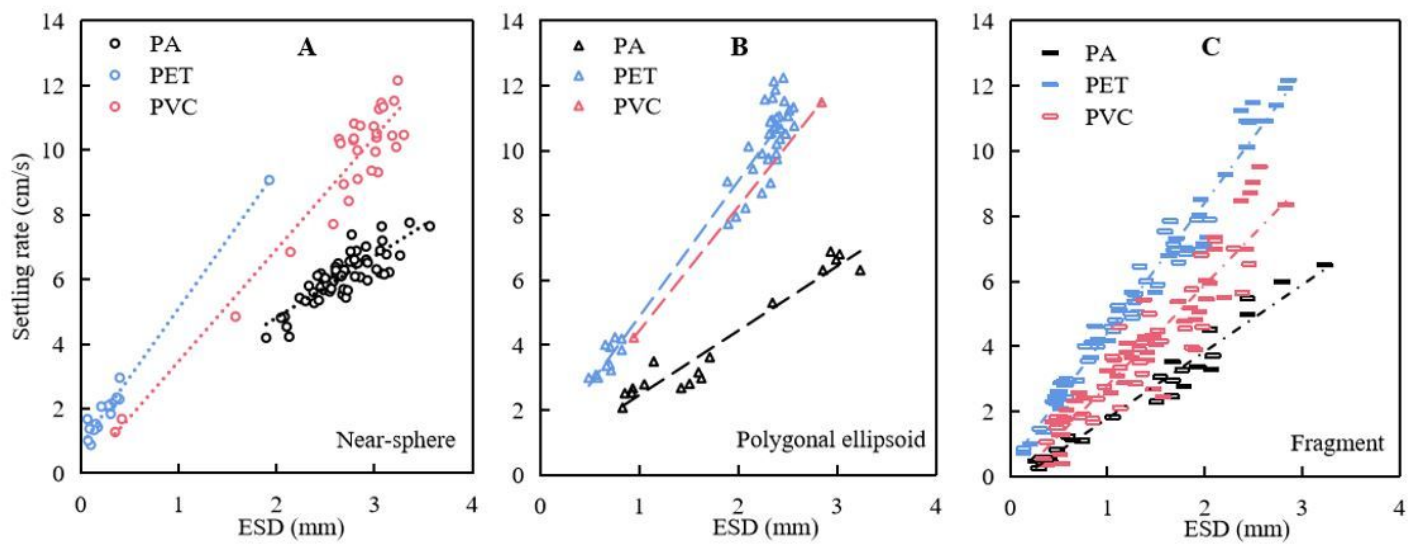 Settling rate (cm/s)
14
12
10
8
6
4
2
0
PA
PET
PVC
A
Near-sphere
0 1 2 3 4
ESD (mm)
14
12
10
8
6
4
2
0
PA
PET
PVC
B
Polygonal ellipsoid
0 1 2 3 4
ESD (mm)
14
12
10
8
6
4
2
0
PA
PET
PVC
C
Fragment
0 1 2 3 4
ESD (mm)